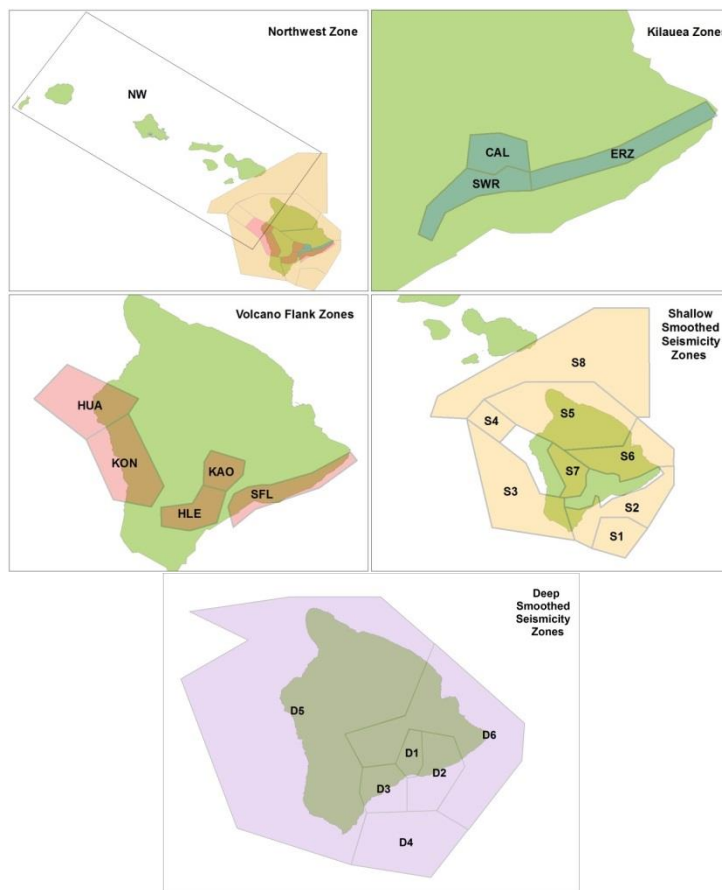 Northwest Zone
NW
Kilauea Zones
CAL
ERZ
SWR
Volcano Flank Zones
HUA
KON
KAO
SFL
HLE
Shallow
Smoothed
Seismicity
Zones
S8
S5
S4
S6
S7
S3
S2
S1
Deep
Smoothed
Seismicity
Zones
D5
D6
D1
D2
D3
D4